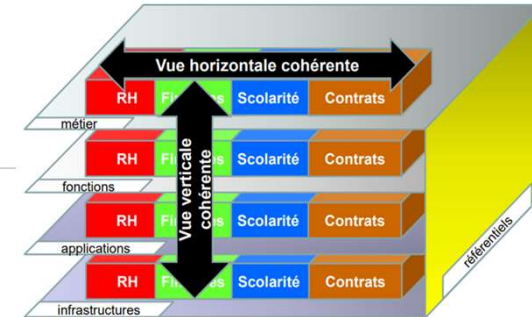 Vue horizontale cohérente
RH Scolarité Contrats
métier
RH Scolarité Contrats
fonctions
Vue verticale
cohérente
RH Scolarité Contrats
applications
RH Scolarité Contrats
infrastructures
référentiels